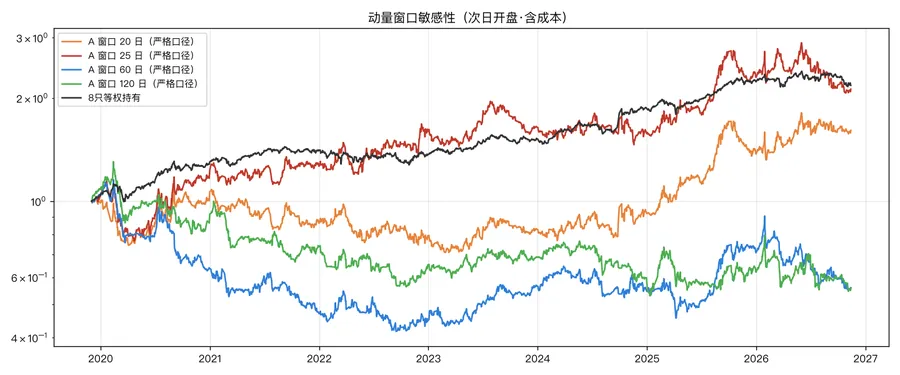 动量窗口敏感性（次日开盘·含成本）
A 窗口 20 日（严格口径）
A 窗口 25 日（严格口径）
A 窗口 60 日（严格口径）
A 窗口 120 日（严格口径）
8只等权持有
3 × 10⁰
2 × 10⁰
10⁰
6 × 10⁻¹
4 × 10⁻¹
2020 2021 2022 2023 2024 2025 2026 2027